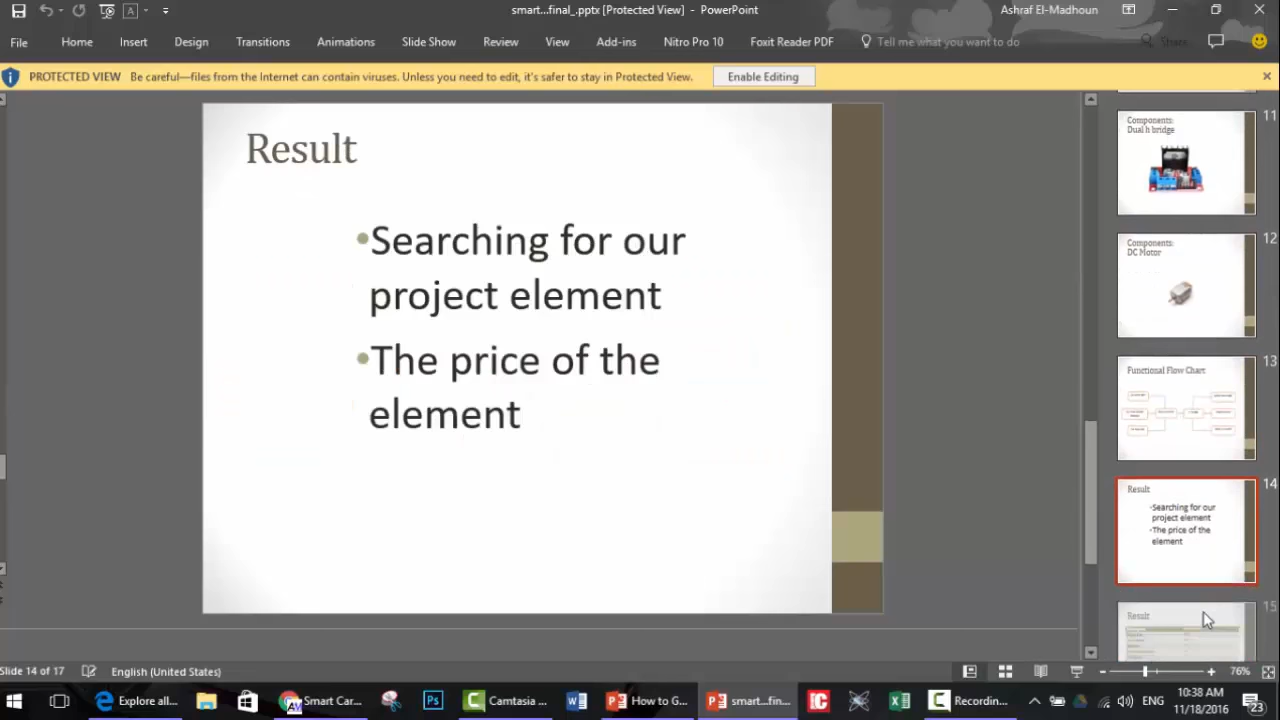 smart...final_.pptx [Protected View] - PowerPoint
Ashraf El-Madhoun
File Home Insert Design Transitions Animations Slide Show Review View Add-ins Nitro Pro 10 Foxit Reader PDF Tell me what you want to do Share
PROTECTED VIEW Be careful—files from the Internet can contain viruses. Unless you need to edit, it's safer to stay in Protected View. Enable Editing
Result
•Searching for our
project element
•The price of the
element
11
Components:
Dual h bridge
12
Components:
DC Motor
13
Functional Flow Chart
14
Result
•Searching for our
project element
•The price of the
element
15
Result
Slide 14 of 17 English (United States) 76%
Explore all... Smart Car... Camtasia ... How to G... smart...fin... Recordin... ENG
10:38 AM
11/18/2016
23